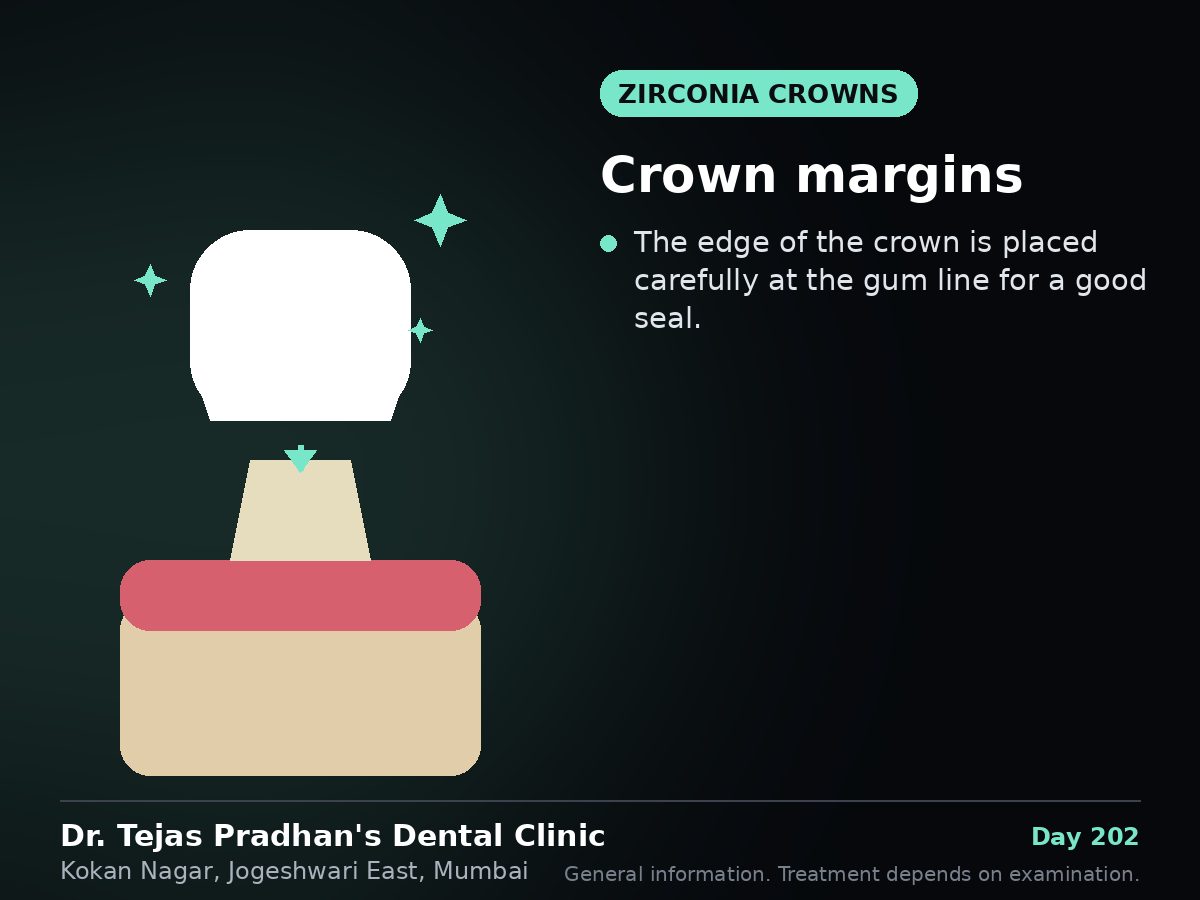 ZIRCONIA CROWNS
Crown margins
The edge of the crown is placed
carefully at the gum line for a good
seal.
Dr. Tejas Pradhan's Dental Clinic
Day 202
Kokan Nagar, Jogeshwari East, Mumbai
General information. Treatment depends on examination.